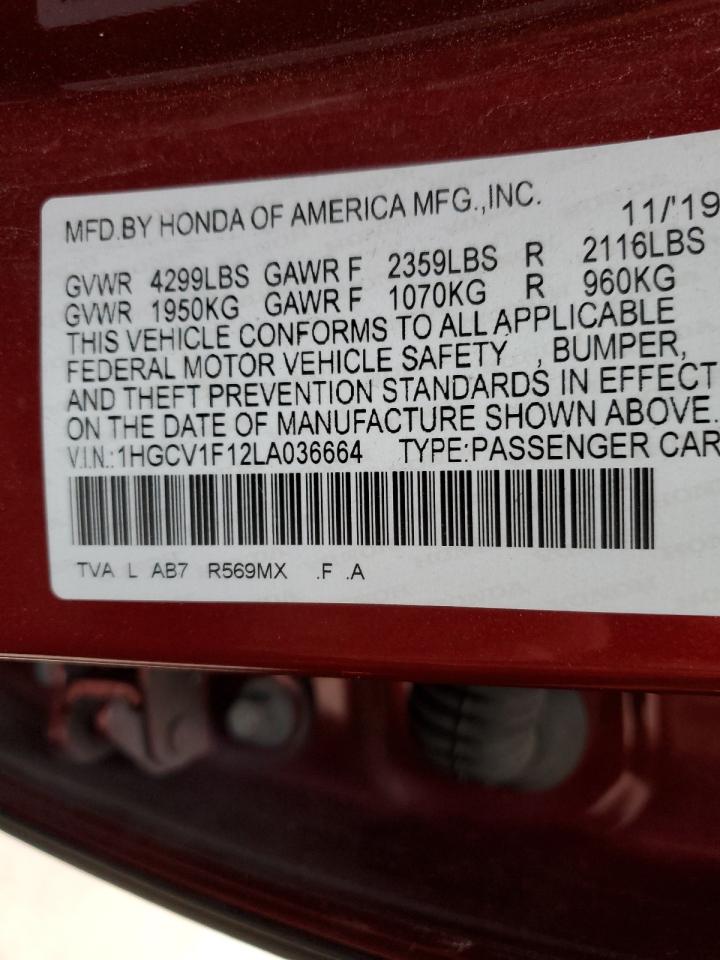 MFD.BY HONDA OF AMERICA MFG.,INC. 11/'19
GVWR 4299LBS GAWR F 2359LBS R 2116LBS
GVWR 1950KG GAWR F 1070KG R 960KG
THIS VEHICLE CONFORMS TO ALL APPLICABLE
FEDERAL MOTOR VEHICLE SAFETY , BUMPER,
AND THEFT PREVENTION STANDARDS IN EFFECT
ON THE DATE OF MANUFACTURE SHOWN ABOVE.
V.I.N.:1HGCV1F12LA036664 TYPE:PASSENGER CAR
TVA L AB7 R569MX .F .A